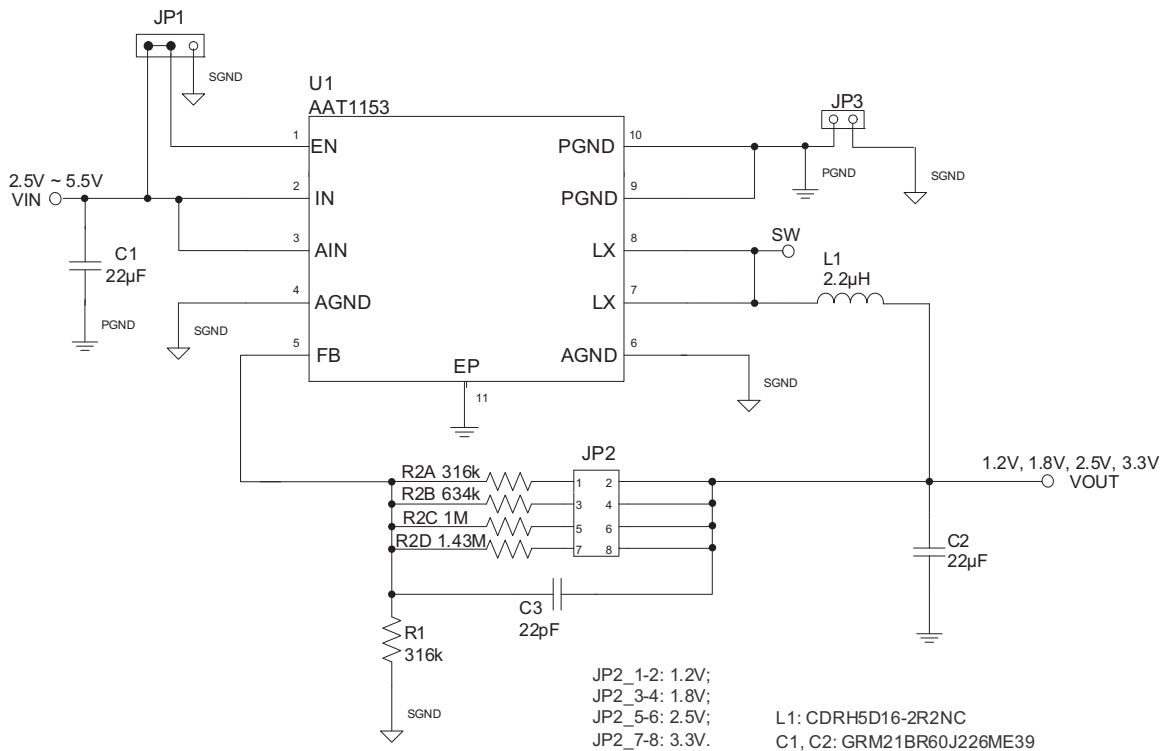 JP1
SGND
U1
AAT1153
JP3
1
EN
10
PGND
2.5V ~ 5.5V
VIN
2
IN
9
PGND
PGND
SGND
3
AIN
8
LX
SW
C1
22µF
L1
2.2µH
4
AGND
7
LX
PGND
SGND
5
FB
6
AGND
EP
11
SGND
JP2
1.2V, 1.8V, 2.5V, 3.3V
VOUT
R2A 316k
1
2
R2B 634k
3
4
R2C 1M
5
6
R2D 1.43M
7
8
C2
22µF
C3
22pF
R1
316k
SGND
JP2_1-2: 1.2V;
JP2_3-4: 1.8V;
JP2_5-6: 2.5V;
JP2_7-8: 3.3V.
L1: CDRH5D16-2R2NC
C1, C2: GRM21BR60J226ME39